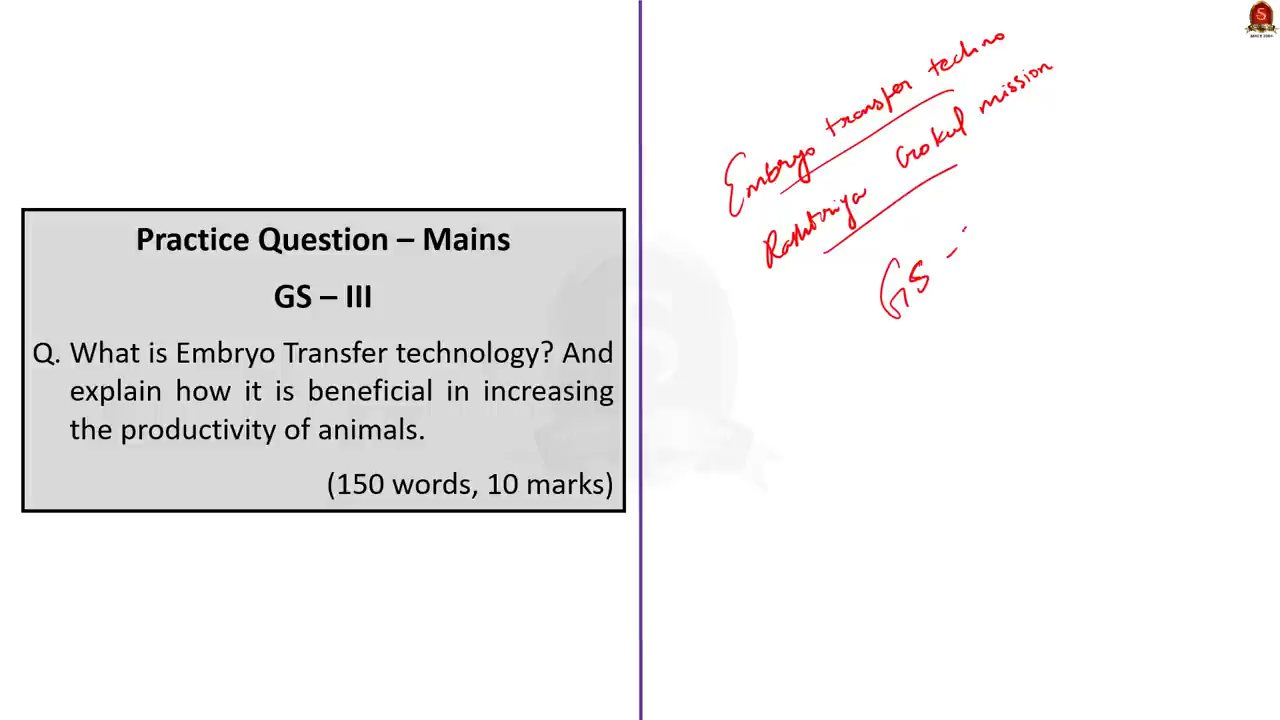 Practice Question – Mains
GS – III
Q. What is Embryo Transfer technology? And
explain how it is beneficial in increasing
the productivity of animals.
(150 words, 10 marks)
Embryo transfer techno
Rashtoriya Gokul mission
GS -